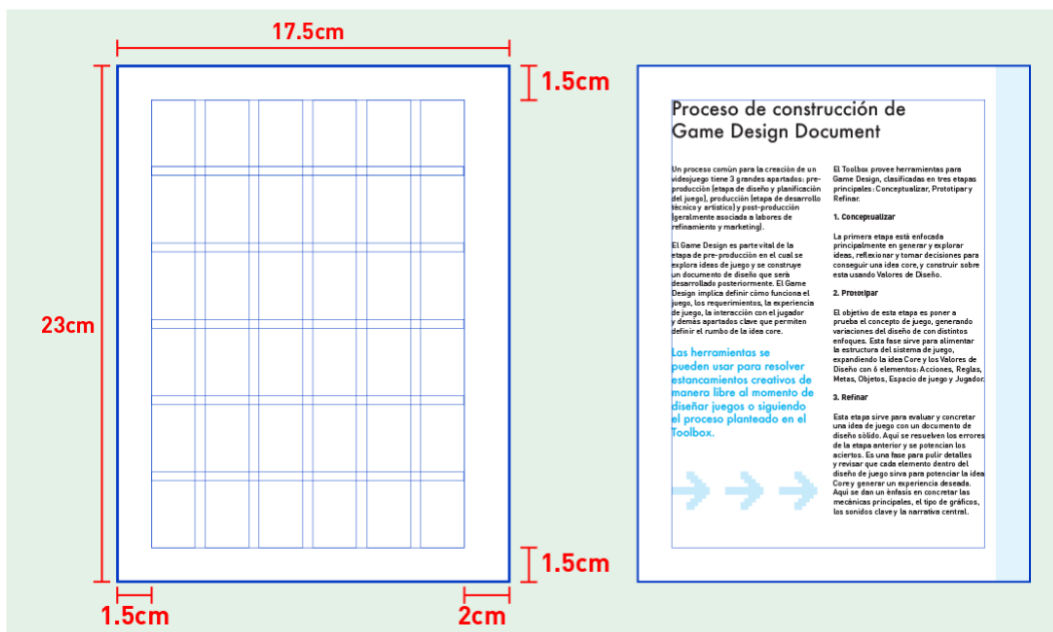 17.5cm
1.5cm
23cm
1.5cm
1.5cm
2cm
Proceso de construcción de
Game Design Document
Un proceso común para la creación de un
videojuego tiene 3 grandes apartados: pre-
producción (etapa de diseño y planificación
del juego), producción (etapa de desarrollo
técnico y artístico) y post-producción
(geralmente asociada a labores de
refinamiento y marketing).
El Game Design es parte vital de la
etapa de pre-producción en el cual se
explora ideas de juego y se construye
un documento de diseño que será
desarrollado posteriormente. El Game
Design implica definir cómo funciona el
juego, los requerimientos, la experiencia
de juego, la interacción con el jugador
y demás apartados clave que permiten
definir el rumbo de la idea core.
Las herramientas se
pueden usar para resolver
estancamientos creativos de
manera libre al momento de
diseñar juegos o siguiendo
el proceso planteado en el
Toolbox.
El Toolbox provee herramientas para
Game Design, clasificadas en tres etapas
principales: Conceptualizar, Prototipar y
Refinar.
1. Conceptualizar
La primera etapa está enfocada
principalmente en generar y explorar
ideas, reflexionar y tomar decisiones para
conseguir una idea core, y construir sobre
esta usando Valores de Diseño.
2. Prototipar
El objetivo de esta etapa es poner a
prueba el concepto de juego, generando
variaciones del diseño de con distintos
enfoques. Esta fase sirve para alimentar
la estructura del sistema de juego,
expandiendo la idea Core y los Valores de
Diseño con 6 elementos: Acciones, Reglas,
Metas, Objetos, Espacio de juego y Jugador.
3. Refinar
Esta etapa sirve para evaluar y concretar
una idea de juego con un documento de
diseño sólido. Aquí se resuelven los errores
de la etapa anterior y se potencian los
aciertos. Es una fase para pulir detalles
y revisar que cada elemento dentro del
diseño de juego sirva para potenciar la idea
Core y generar un experiencia deseada.
Aquí se dan un énfasis en concretar las
mecánicas principales, el tipo de gráficos,
los sonidos clave y la narrativa central.